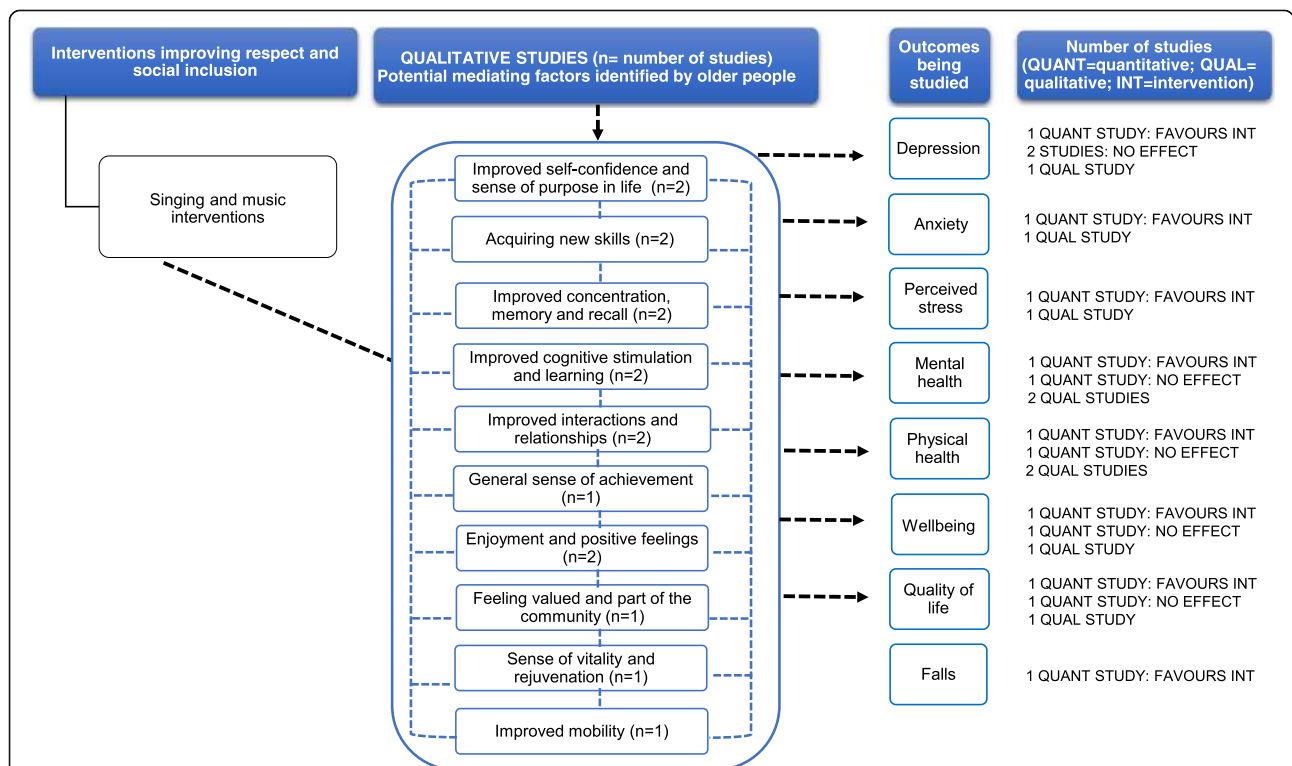 Interventions improving respect and
social inclusion
QUALITATIVE STUDIES (n= number of studies)
Potential mediating factors identified by older people
Outcomes
being
studied
Number of studies
(QUANT=quantitative; QUAL=
qualitative; INT=intervention)
Singing and music
interventions
Improved self-confidence and
sense of purpose in life (n=2)
Acquiring new skills (n=2)
Improved concentration,
memory and recall (n=2)
Improved cognitive stimulation
and learning (n=2)
Improved interactions and
relationships (n=2)
General sense of achievement
(n=1)
Enjoyment and positive feelings
(n=2)
Feeling valued and part of the
community (n=1)
Sense of vitality and
rejuvenation (n=1)
Improved mobility (n=1)
Depression
1 QUANT STUDY: FAVOURS INT
2 STUDIES: NO EFFECT
1 QUAL STUDY
Anxiety
1 QUANT STUDY: FAVOURS INT
1 QUAL STUDY
Perceived
stress
1 QUANT STUDY: FAVOURS INT
1 QUAL STUDY
Mental
health
1 QUANT STUDY: FAVOURS INT
1 QUANT STUDY: NO EFFECT
2 QUAL STUDIES
Physical
health
1 QUANT STUDY: FAVOURS INT
1 QUANT STUDY: NO EFFECT
2 QUAL STUDIES
Wellbeing
1 QUANT STUDY: FAVOURS INT
1 QUANT STUDY: NO EFFECT
1 QUAL STUDY
Quality of
life
1 QUANT STUDY: FAVOURS INT
1 QUANT STUDY: NO EFFECT
1 QUAL STUDY
Falls
1 QUANT STUDY: FAVOURS INT